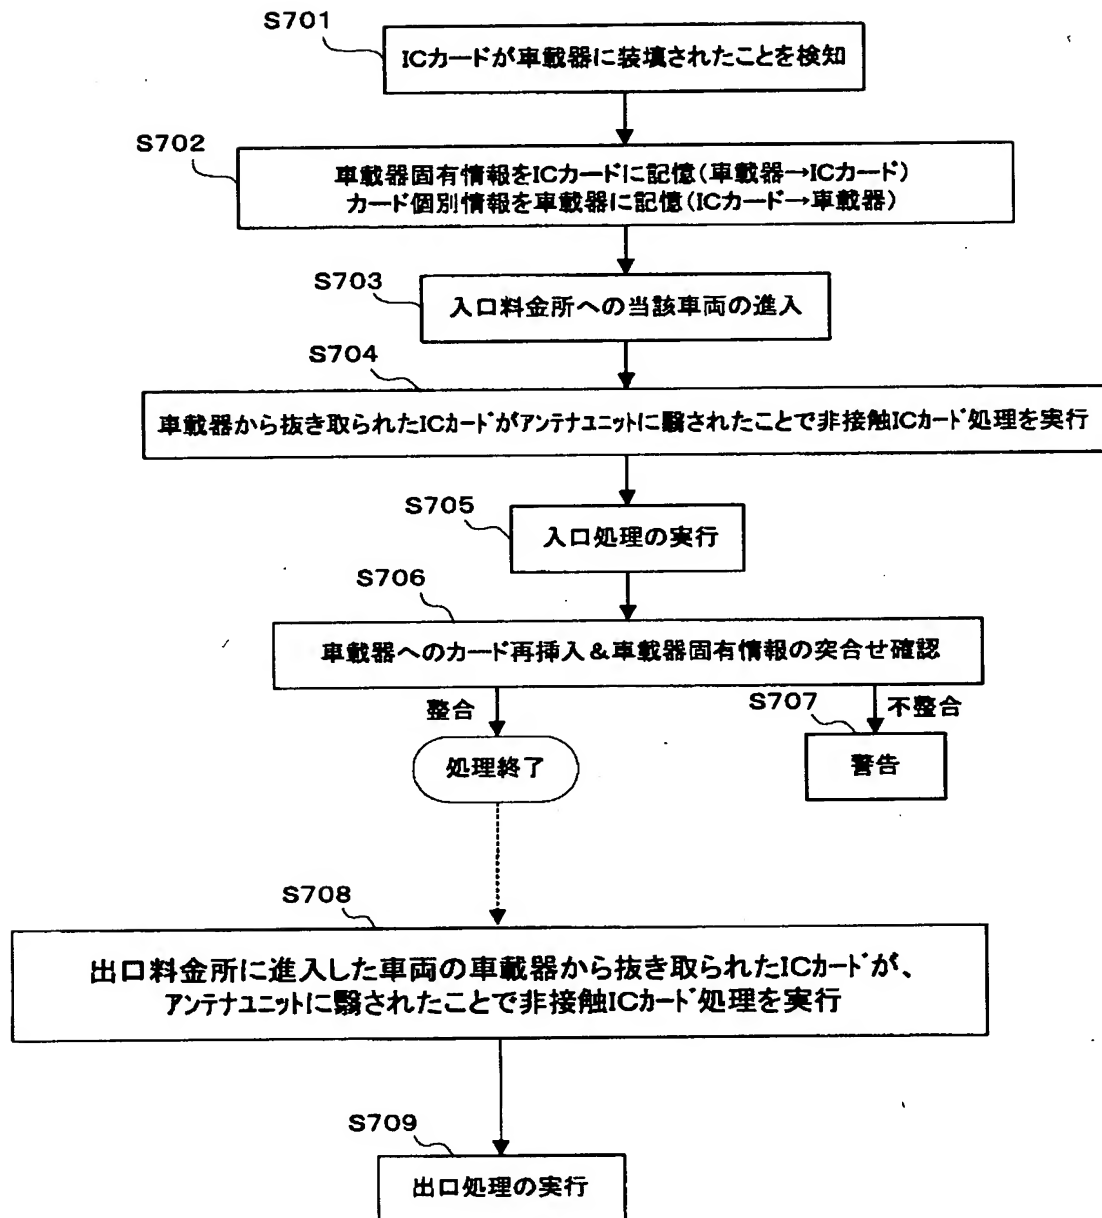 S701
ICカードが車載器に装填されたことを検知
S702
車載器固有情報をICカードに記憶(車載器→ICカード)
カード個別情報を車載器に記憶(ICカード→車載器)
S703
入口料金所への当該車両の進入
S704
車載器から抜き取られたICカードがアンテナユニットに翳されたことで非接触ICカード処理を実行
S705
入口処理の実行
S706
車載器へのカード再挿入&車載器固有情報の突合せ確認
整合
S707
不整合
処理終了
警告
S708
出口料金所に進入した車両の車載器から抜き取られたICカードが、
アンテナユニットに翳されたことで非接触ICカード処理を実行
S709
出口処理の実行